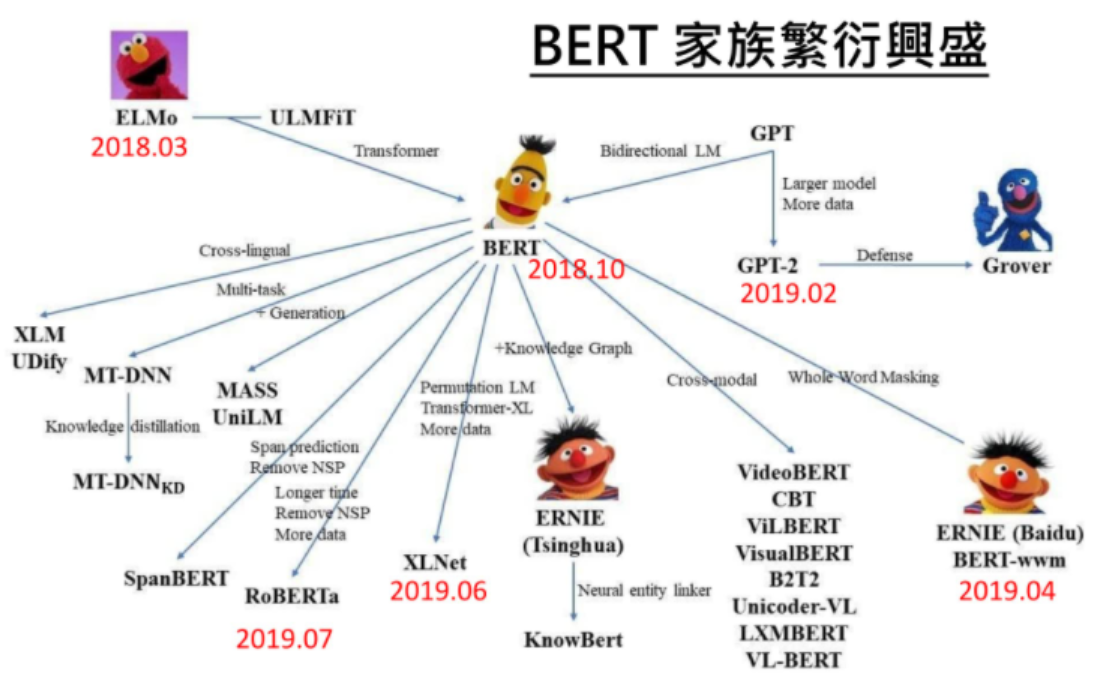 BERT 家族繁衍興盛
ELMo
2018.03
ULMFiT
Transformer
Bidirectional LM
GPT
Larger model
More data
BERT
2018.10
GPT-2
2019.02
Defense
Grover
Cross-lingual
Multi-task
+ Generation
XLM
UDify
MT-DNN
MASS
UniLM
Knowledge distillation
MT-DNNKD
+Knowledge Graph
Cross-modal
Whole Word Masking
Permutation LM
Transformer-XL
More data
Span prediction
Remove NSP
Longer time
Remove NSP
More data
SpanBERT
RoBERTa
2019.07
XLNet
2019.06
ERNIE
(Tsinghua)
Neural entity linker
KnowBert
VideoBERT
CBT
ViLBERT
VisualBERT
B2T2
Unicoder-VL
LXMBERT
VL-BERT
ERNIE (Baidu)
BERT-wwm
2019.04